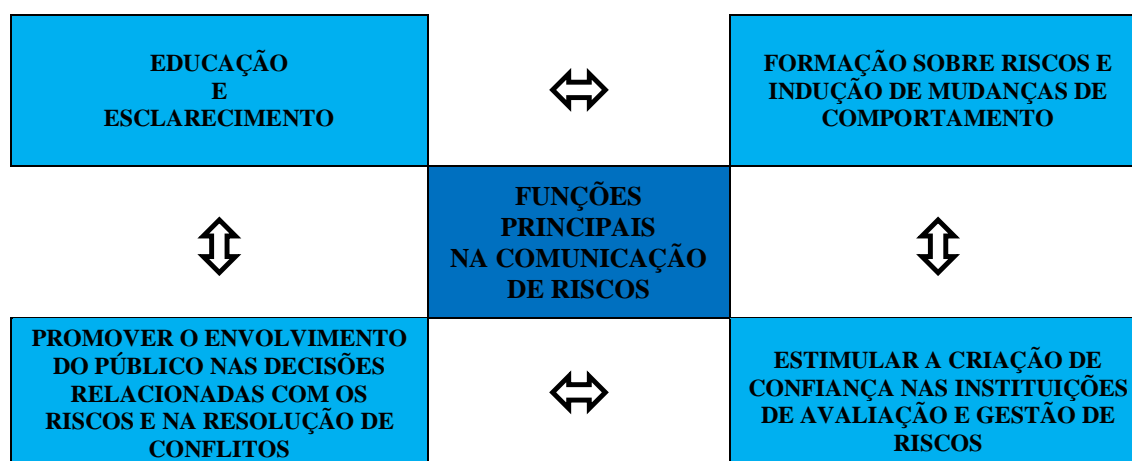 EDUCAÇÃO
E
ESCLARECIMENTO
FORMAÇÃO SOBRE RISCOS E
INDUÇÃO DE MUDANÇAS DE
COMPORTAMENTO
FUNÇÕES
PRINCIPAIS
NA COMUNICAÇÃO
DE RISCOS
PROMOVER O ENVOLVIMENTO
DO PÚBLICO NAS DECISÕES
RELACIONADAS COM OS
RISCOS E NA RESOLUÇÃO DE
CONFLITOS
ESTIMULAR A CRIAÇÃO DE
CONFIANÇA NAS INSTITUIÇÕES
DE AVALIAÇÃO E GESTÃO DE
RISCOS